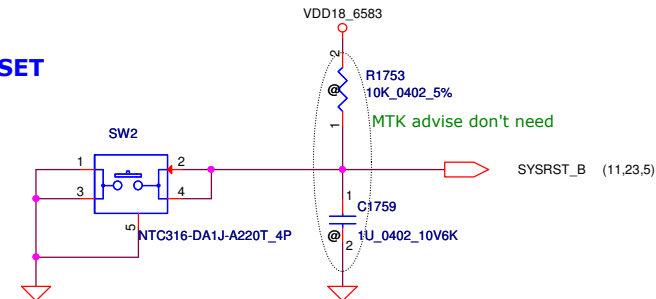 VDD18_6583
SET
2
R1753
@
10K_0402_5%
1
MTK advise don't need
SW2
1
2
3
4
SYSRST_B (11,23,5)
5
NTC316-DA1J-A220T_4P
1
C1759
@
1U_0402_10V6K
2